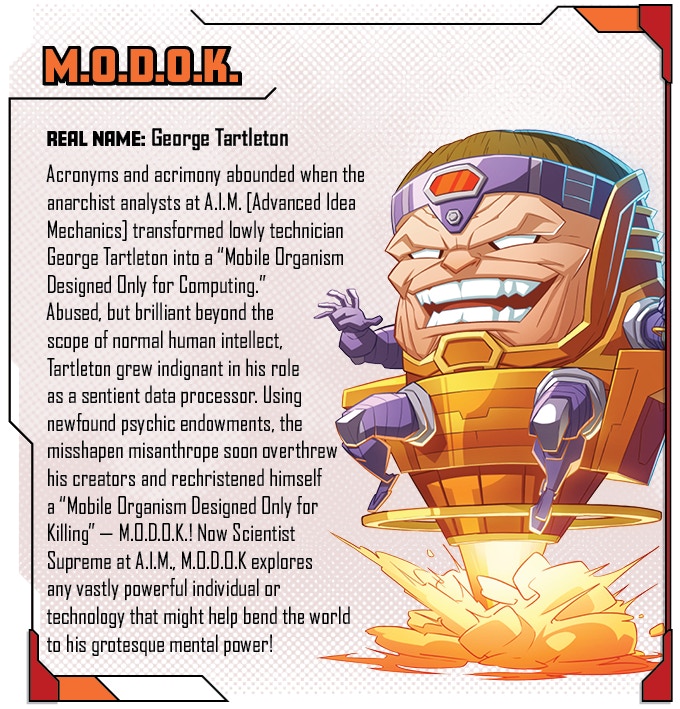 M.O.D.O.K.
REAL NAME: George Tartleton
Acronyms and acrimony abounded when the
anarchist analysts at A.I.M. [Advanced Idea
Mechanics] transformed lowly technician
George Tartleton into a “Mobile Organism
Designed Only for Computing.”
Abused, but brilliant beyond the
scope of normal human intellect,
Tartleton grew indignant in his role
as a sentient data processor. Using
newfound psychic endowments, the
misshapen misanthrope soon overthrew
his creators and rechristened himself
a “Mobile Organism Designed Only for
Killing” — M.O.D.O.K.! Now Scientist
Supreme at A.I.M., M.O.D.O.K explores
any vastly powerful individual or
technology that might help bend the world
to his grotesque mental power!